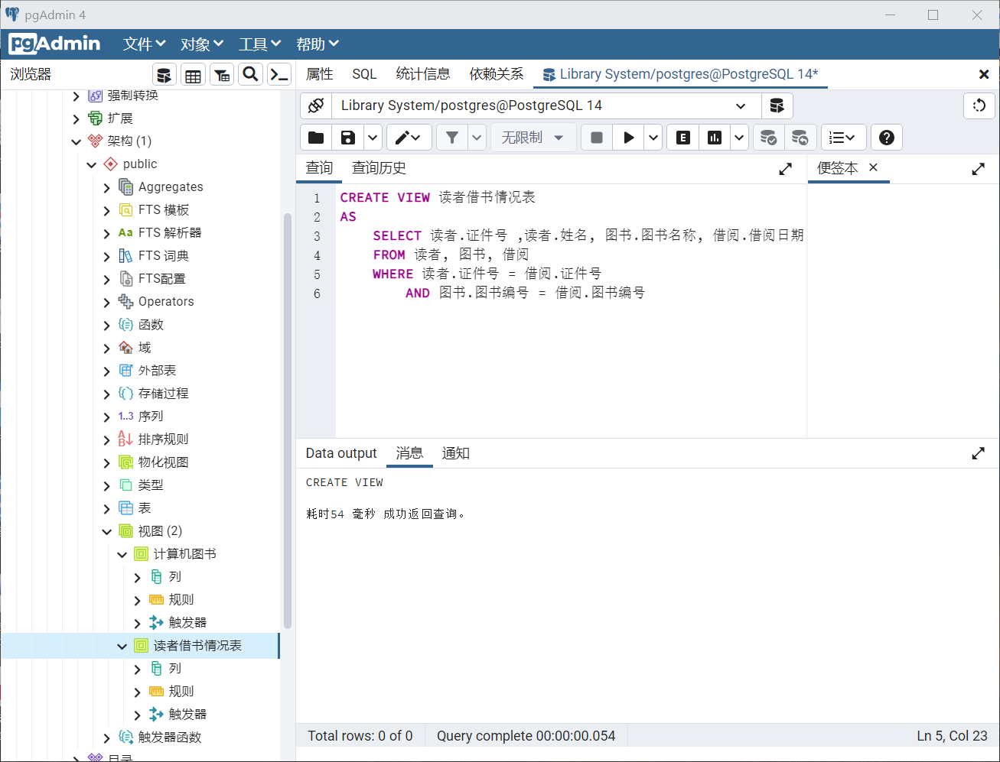 pgAdmin 4
pgAdmin 文件 对象 工具 帮助
浏览器
属性 SQL 统计信息 依赖关系 Library System/postgres@PostgreSQL 14*
Library System/postgres@PostgreSQL 14
无限制
E
查询 查询历史
便签本
强制转换
扩展
架构 (1)
public
Aggregates
FTS 模板
Aa FTS 解析器
FTS 词典
FTS配置
Operators
函数
域
外部表
存储过程
1..3 序列
排序规则
物化视图
类型
表
视图 (2)
计算机图书
列
规则
触发器
读者借书情况表
列
规则
触发器
触发器函数
目录
1 CREATE VIEW 读者借书情况表
2 AS
3 SELECT 读者.证件号 ,读者.姓名, 图书.图书名称, 借阅.借阅日期
4 FROM 读者, 图书, 借阅
5 WHERE 读者.证件号 = 借阅.证件号
6 AND 图书.图书编号 = 借阅.图书编号
Data output 消息 通知
CREATE VIEW
耗时54 毫秒 成功返回查询。
Total rows: 0 of 0 Query complete 00:00:00.054 Ln 5, Col 23